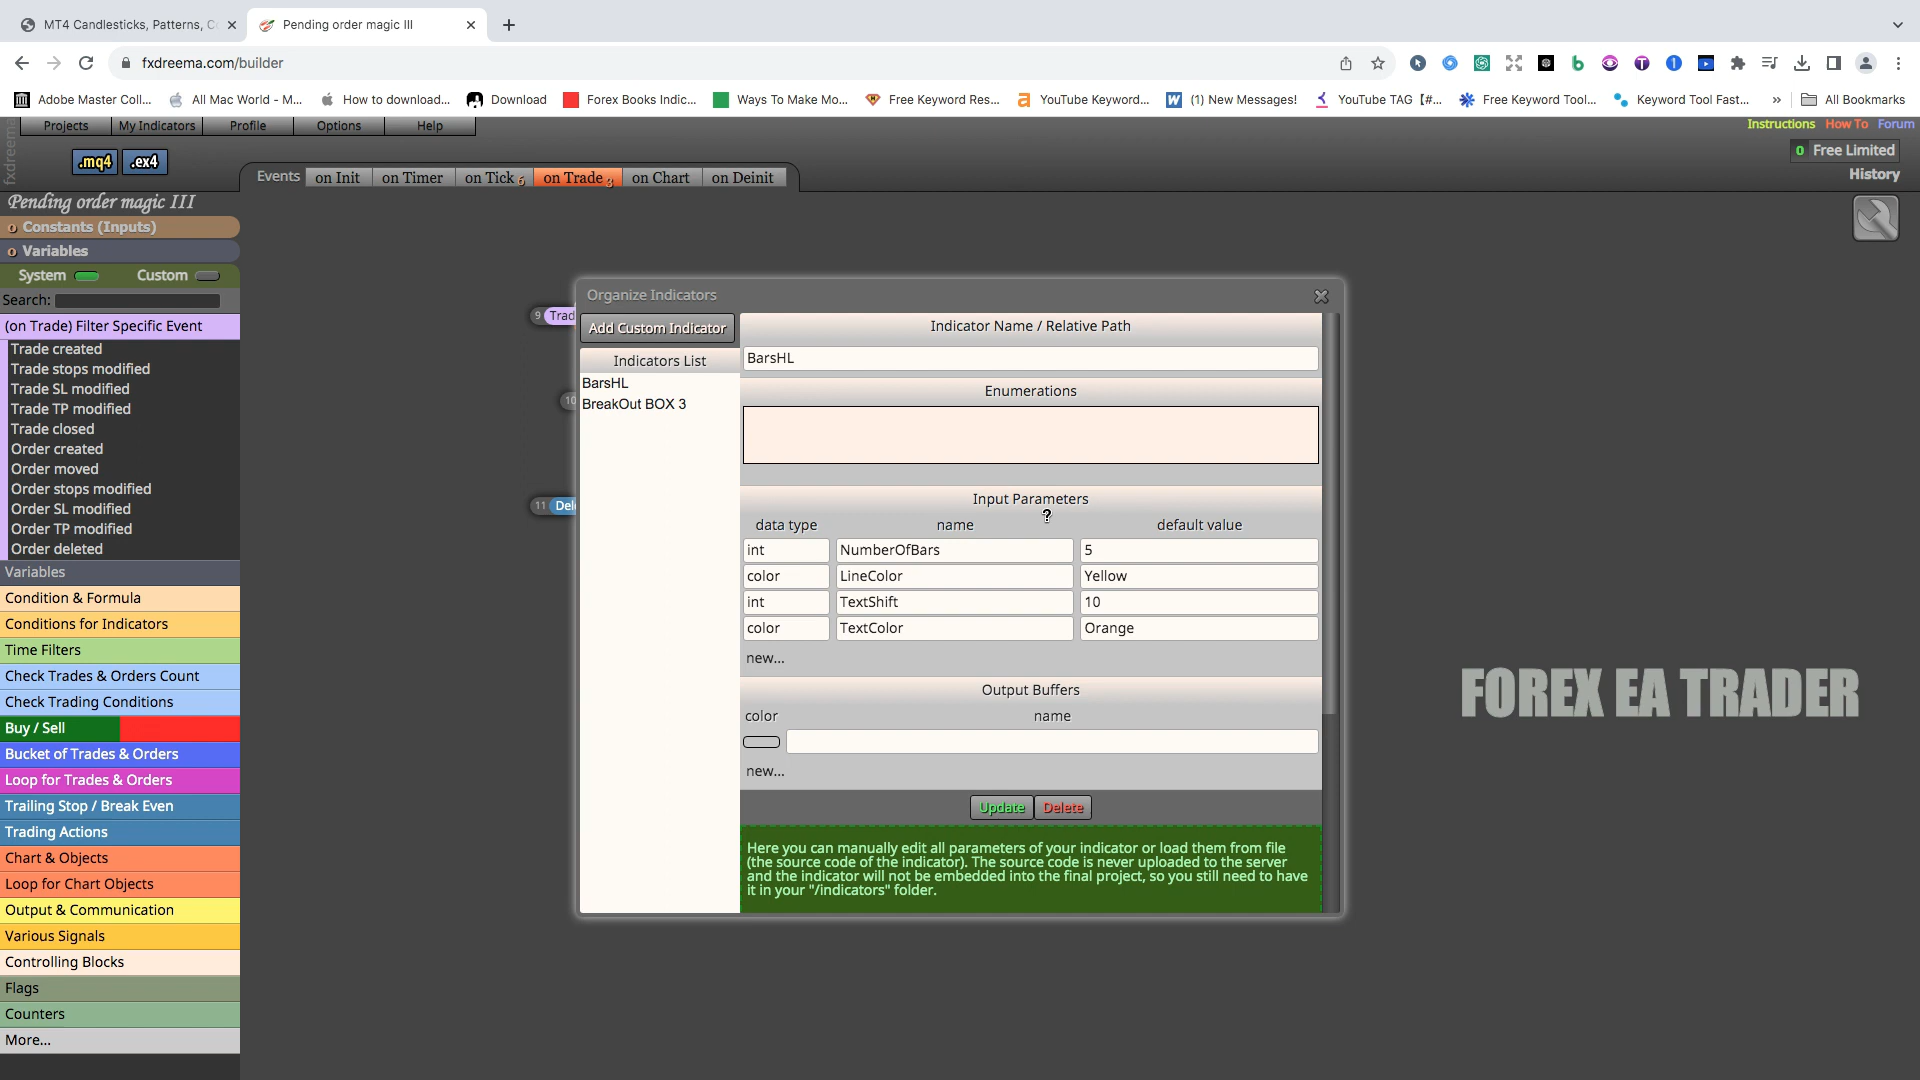 MT4 Candlesticks, Patterns, C
Pending order magic III
fxdreema.com/builder
Adobe Master Coll...
All Mac World - M...
How to download...
Download
Forex Books Indic...
Ways To Make Mo...
Free Keyword Res...
YouTube Keyword...
(1) New Messages!
YouTube TAG【#...
Free Keyword Tool...
Keyword Tool Fast...
»
All Bookmarks
fxdreema
Projects
My Indicators
Profile
Options
Help
Instructions How To Forum
.mq4 .ex4
0 Free Limited
Events on Init on Timer on Tick 6 on Trade 3 on Chart on Deinit
History
Pending order magic III
o Constants (Inputs)
o Variables
System Custom
Search:
(on Trade) Filter Specific Event
Trade created
Trade stops modified
Trade SL modified
Trade TP modified
Trade closed
Order created
Order moved
Order stops modified
Order SL modified
Order TP modified
Order deleted
Variables
Condition & Formula
Conditions for Indicators
Time Filters
Check Trades & Orders Count
Check Trading Conditions
Buy / Sell
Bucket of Trades & Orders
Loop for Trades & Orders
Trailing Stop / Break Even
Trading Actions
Chart & Objects
Loop for Chart Objects
Output & Communication
Various Signals
Controlling Blocks
Flags
Counters
More...
9 Trad
10
11 Dele
Organize Indicators
Add Custom Indicator
Indicators List
BarsHL
BreakOut BOX 3
Indicator Name / Relative Path
BarsHL
Enumerations
Input Parameters
?
data type name default value
int NumberOfBars 5
color LineColor Yellow
int TextShift 10
color TextColor Orange
new...
Output Buffers
color name
new...
Update Delete
Here you can manually edit all parameters of your indicator or load them from file
(the source code of the indicator). The source code is never uploaded to the server
and the indicator will not be embedded into the final project, so you still need to have
it in your "/indicators" folder.
FOREX EA TRADER